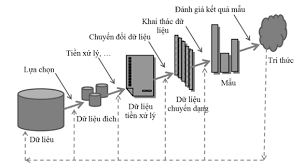 Đánh giá kết quả mẫu
Khai thác dữ
liệu
Chuyển đổi dữ
liệu
Tiền xử lý, …
Lựa chọn
Tri thức
Mẫu
Dữ liệu
chuyển dạng
Dữ liệu
tiền xử lý
Dữ liệu đích
Dữ liệu